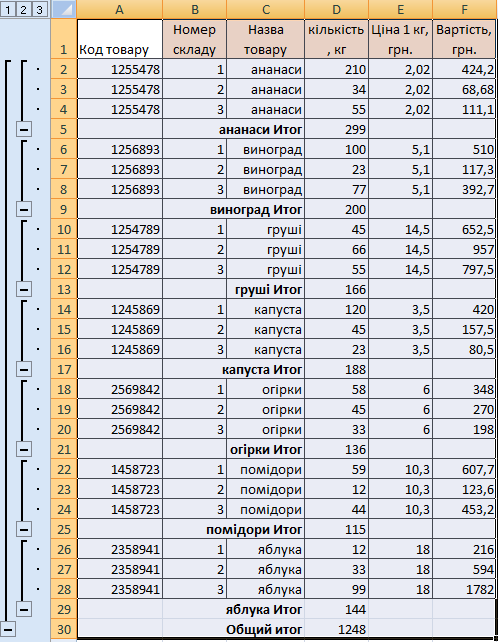 1 2 3
A B C D E F
1 Код товару Номер складу Назва товару кількість, кг Ціна 1 кг, грн. Вартість, грн.
2 1255478 1 ананаси 210 2,02 424,2
3 1255478 2 ананаси 34 2,02 68,68
4 1255478 3 ананаси 55 2,02 111,1
5 ананаси Итог 299
6 1256893 1 виноград 100 5,1 510
7 1256893 2 виноград 23 5,1 117,3
8 1256893 3 виноград 77 5,1 392,7
9 виноград Итог 200
10 1254789 1 груші 45 14,5 652,5
11 1254789 2 груші 66 14,5 957
12 1254789 3 груші 55 14,5 797,5
13 груші Итог 166
14 1245869 1 капуста 120 3,5 420
15 1245869 2 капуста 45 3,5 157,5
16 1245869 3 капуста 23 3,5 80,5
17 капуста Итог 188
18 2569842 1 огірки 58 6 348
19 2569842 2 огірки 45 6 270
20 2569842 3 огірки 33 6 198
21 огірки Итог 136
22 1458723 1 помідори 59 10,3 607,7
23 1458723 2 помідори 12 10,3 123,6
24 1458723 3 помідори 44 10,3 453,2
25 помідори Итог 115
26 2358941 1 яблука 12 18 216
27 2358941 2 яблука 33 18 594
28 2358941 3 яблука 99 18 1782
29 яблука Итог 144
30 Общий итог 1248